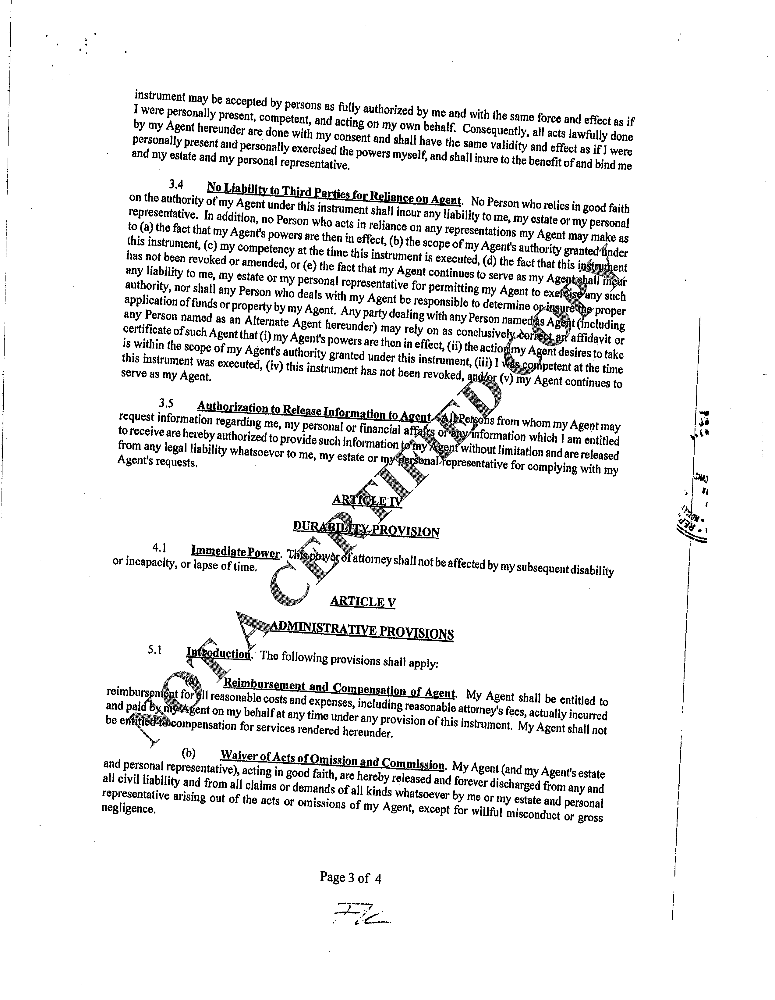 instrument may be accepted by persons as fully authorized by me and with the same force and effect as if
I were personally present, competent, and acting on my own behalf. Consequently, all acts lawfully done
by my Agent hereunder are done with my consent and shall have the same validity and effect as if I were
personally present and personally exercised the powers myself, and shall inure to the benefit of and bind me
and my estate and my personal representative.
3.4 No Liability to Third Parties for Reliance on Agent. No Person who relies in good faith
on the authority of my Agent under this instrument shall incur any liability to me, my estate or my personal
representative. In addition, no Person who acts in reliance on any representations my Agent may make as
to (a) the fact that my Agent's powers are then in effect, (b) the scope of my Agent's authority granted under
this instrument, (c) my competency at the time this instrument is executed, (d) the fact that this instrument
has not been revoked or amended, or (e) the fact that my Agent continues to serve as my Agent shall incur
any liability to me, my estate or my personal representative for permitting my Agent to exercise any such
authority, nor shall any Person who deals with my Agent be responsible to determine or insure the proper
application of funds or property by my Agent. Any party dealing with any Person named as Agent (including
any Person named as an Alternate Agent hereunder) may rely on as conclusively correct an affidavit or
certificate of such Agent that (i) my Agent's powers are then in effect, (ii) the action my Agent desires to take
is within the scope of my Agent's authority granted under this instrument, (iii) I was competent at the time
this instrument was executed, (iv) this instrument has not been revoked, and/or (v) my Agent continues to
serve as my Agent.
3.5 Authorization to Release Information to Agent. All Persons from whom my Agent may
request information regarding me, my personal or financial affairs or any information which I am entitled
to receive are hereby authorized to provide such information to my Agent without limitation and are released
from any legal liability whatsoever to me, my estate or my personal representative for complying with my
Agent's requests.
ARTICLE IV
DURABILITY PROVISION
4.1 Immediate Power. This power of attorney shall not be affected by my subsequent disability
or incapacity, or lapse of time.
ARTICLE V
ADMINISTRATIVE PROVISIONS
5.1 Introduction. The following provisions shall apply:
(a) Reimbursement and Compensation of Agent. My Agent shall be entitled to
reimbursement for all reasonable costs and expenses, including reasonable attorney's fees, actually incurred
and paid by my Agent on my behalf at any time under any provision of this instrument. My Agent shall not
be entitled to compensation for services rendered hereunder.
(b) Waiver of Acts of Omission and Commission. My Agent (and my Agent's estate
and personal representative), acting in good faith, are hereby released and forever discharged from any and
all civil liability and from all claims or demands of all kinds whatsoever by me or my estate and personal
representative arising out of the acts or omissions of my Agent, except for willful misconduct or gross
negligence.
Page 3 of 4
NOT A CERTIFIED COPY